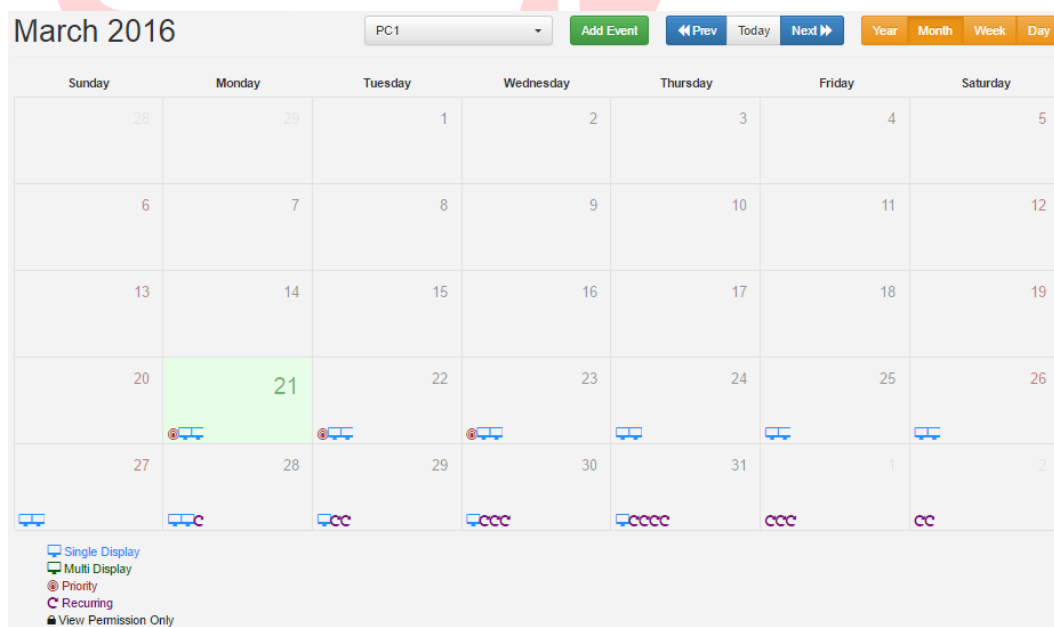 March 2016 PC1 Add Event Prev Today Next Year Month Week Day
Sunday Monday Tuesday Wednesday Thursday Friday Saturday
28 29 1 2 3 4 5
6 7 8 9 10 11 12
13 14 15 16 17 18 19
20 21 22 23 24 25 26
27 28 29 30 31 1 2
Single Display
Multi Display
Priority
Recurring
View Permission Only